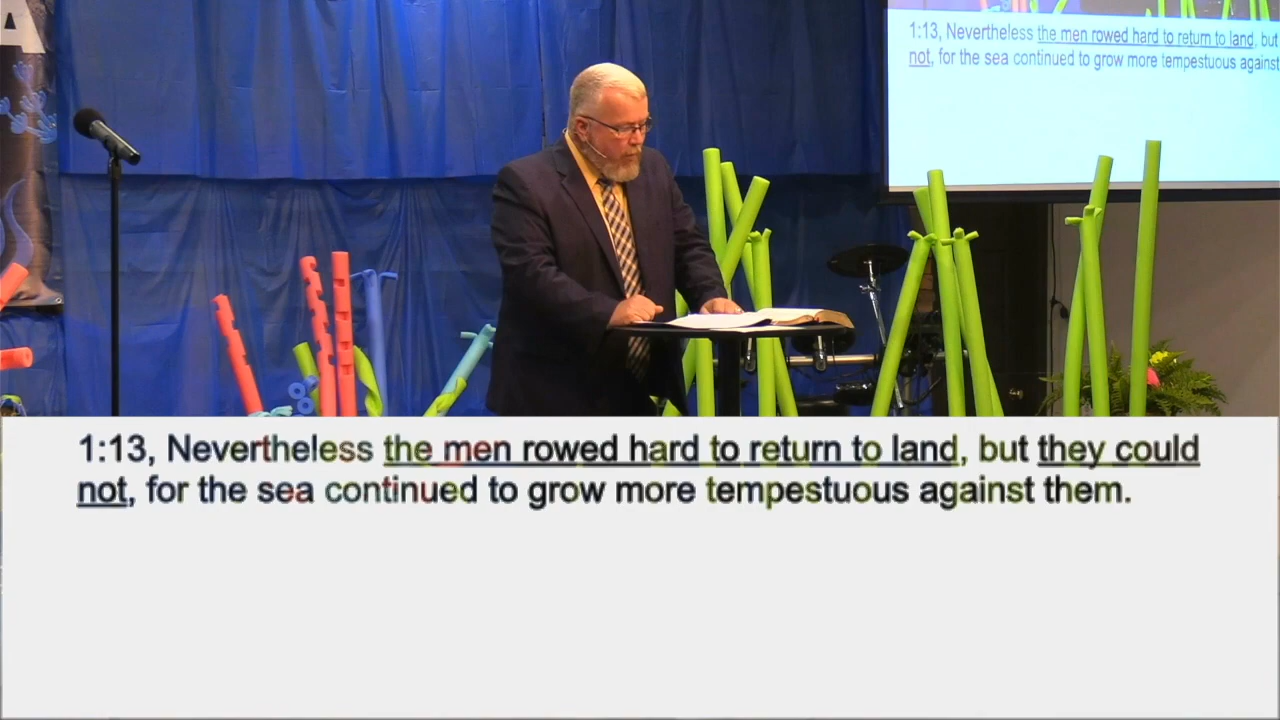 A
1:13, Nevertheless the men rowed hard to return to land, but
not, for the sea continued to grow more tempestuous against
1:13, Nevertheless the men rowed hard to return to land, but they could
not, for the sea continued to grow more tempestuous against them.